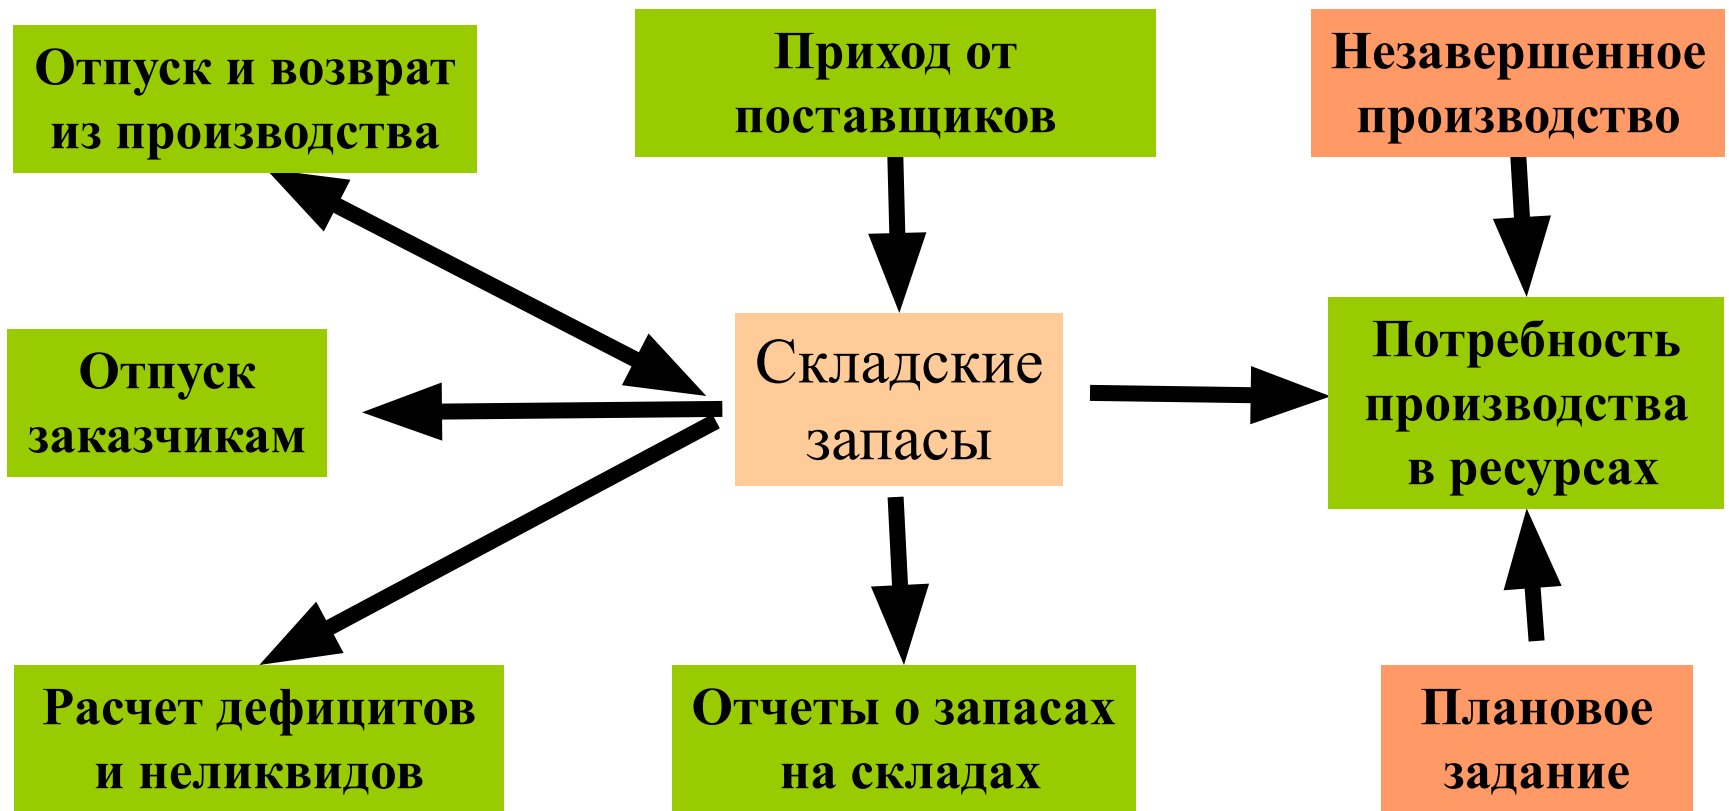 Отпуск и возврат
из производства
Приход от
поставщиков
Незавершенное
производство
Отпуск
заказчикам
Складские
запасы
Потребность
производства
в ресурсах
Расчет дефицитов
и неликвидов
Отчеты о запасах
на складах
Плановое
задание